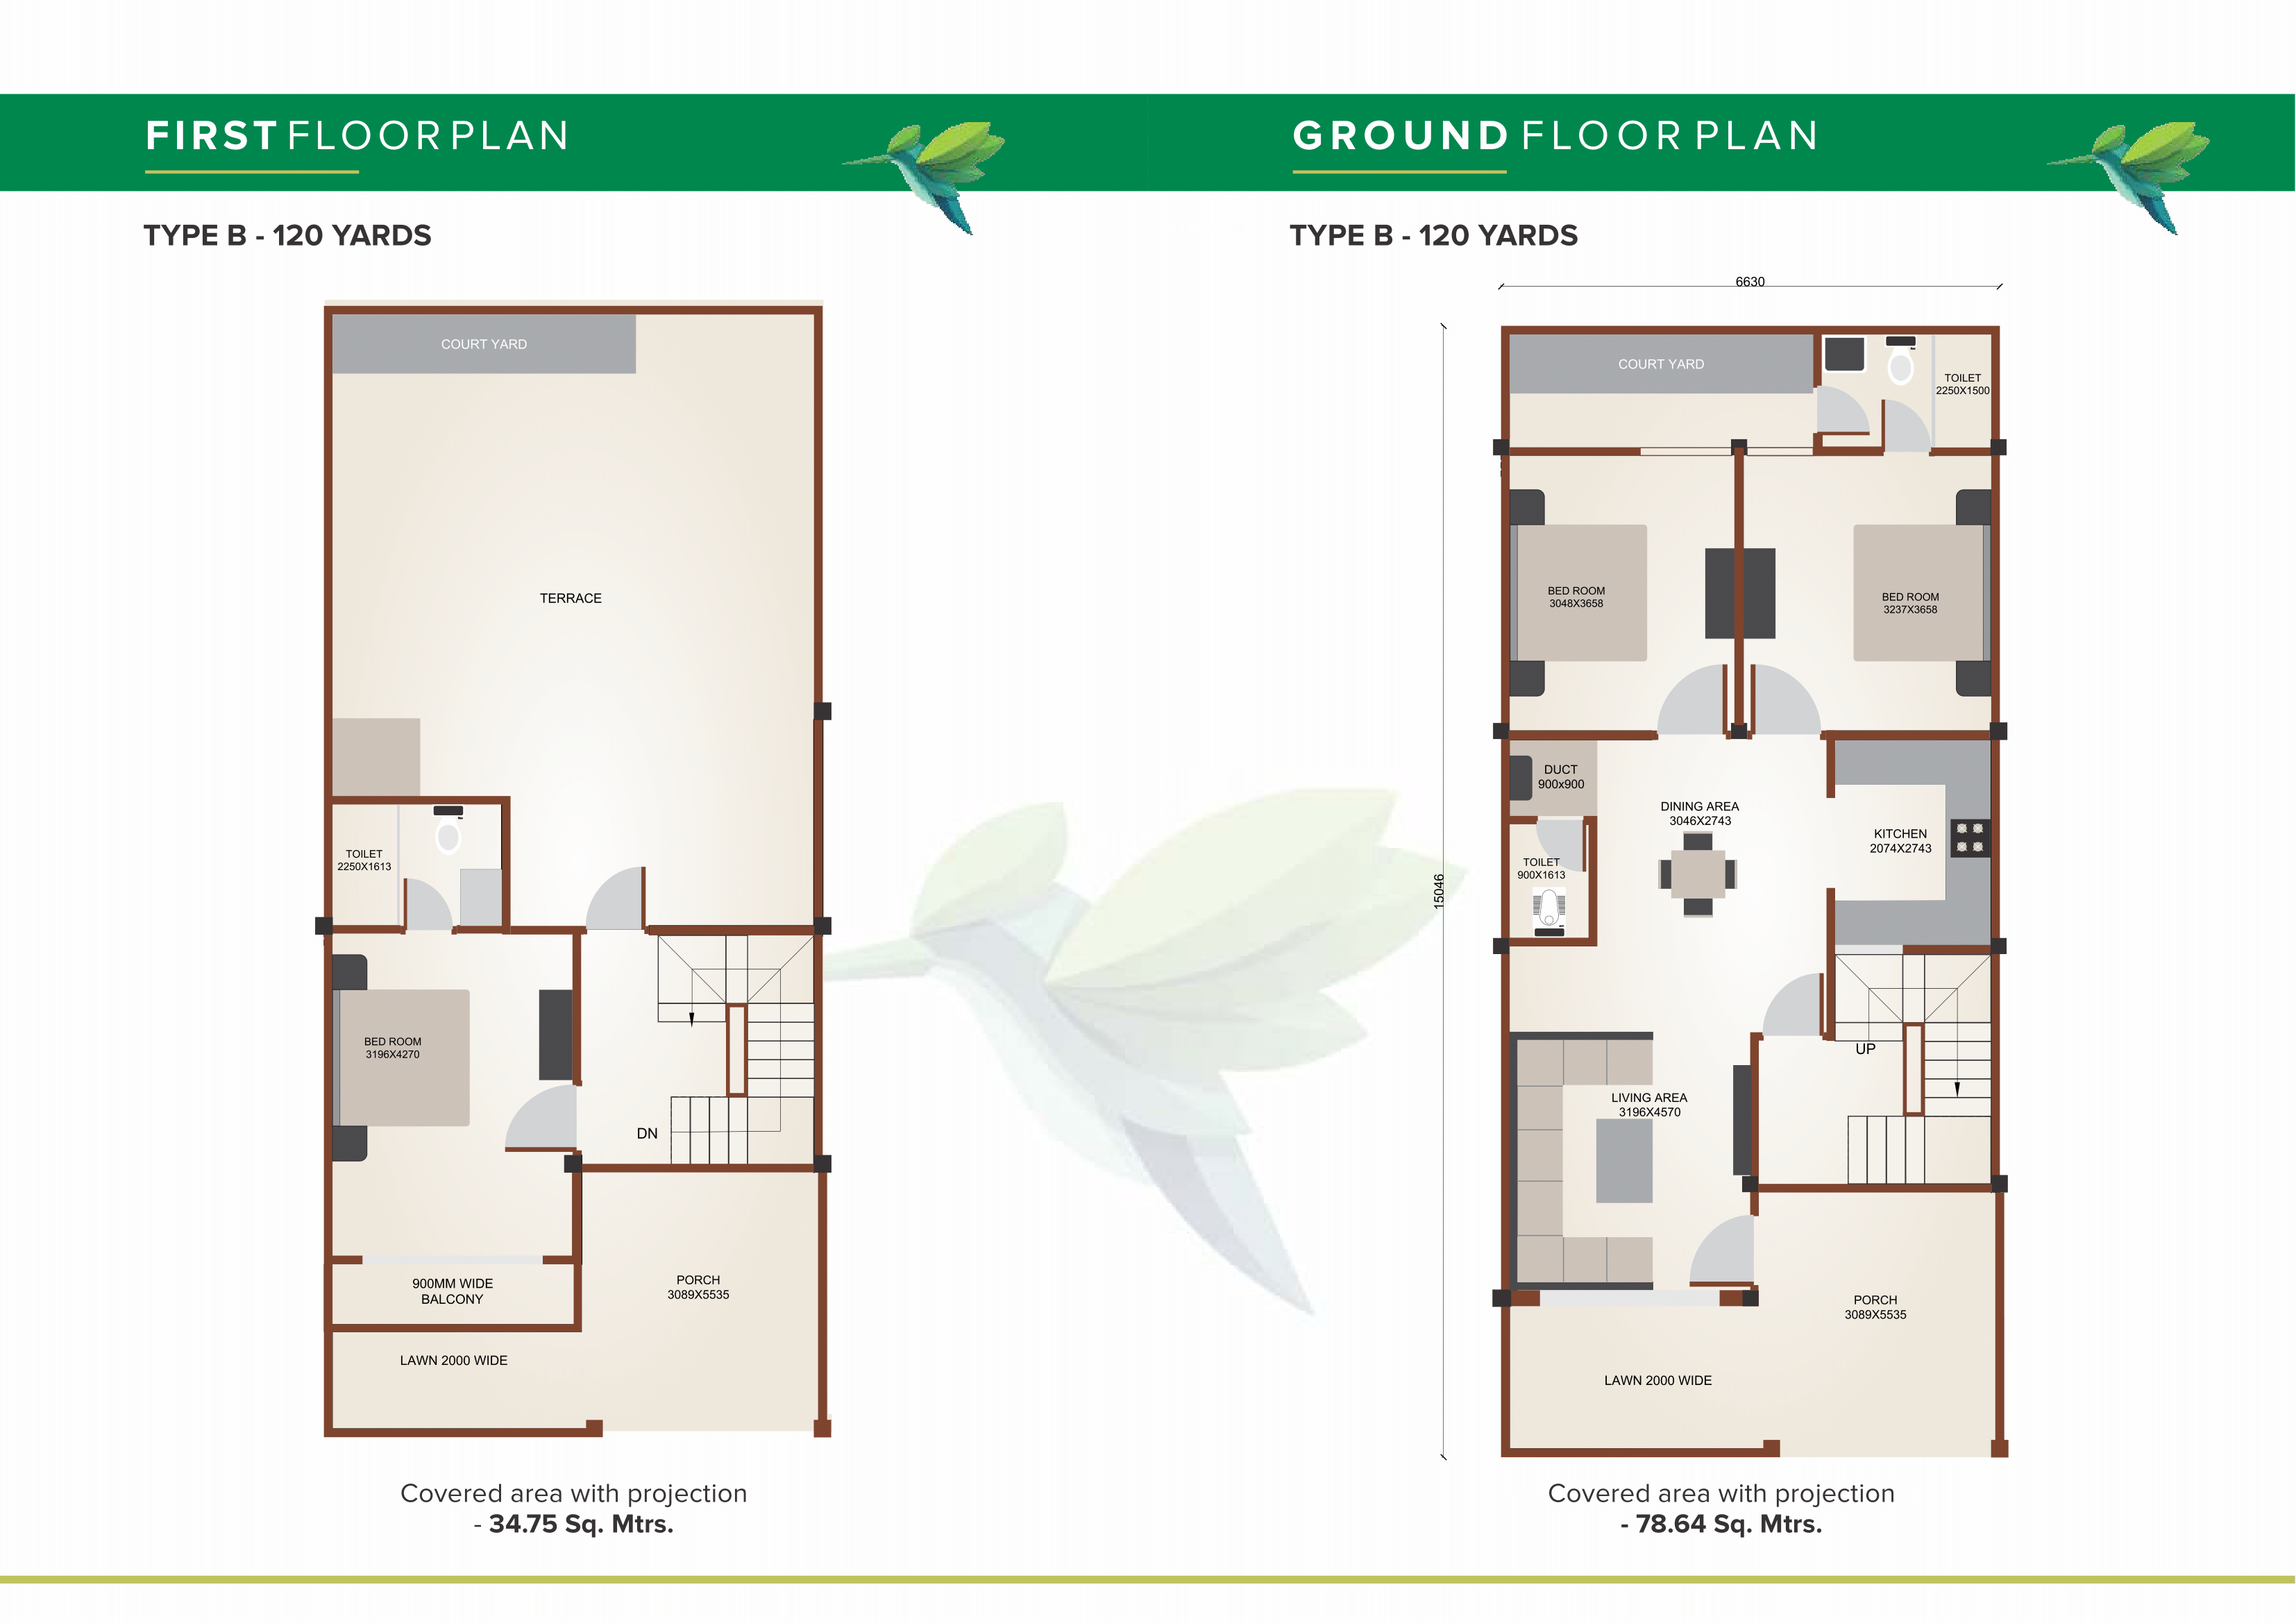 FIRST FLOOR PLAN
TYPE B - 120 YARDS
COURT YARD
TERRACE
TOILET
2250X1613
BED ROOM
3196X4270
DN
900MM WIDE
BALCONY
PORCH
3089X5535
LAWN 2000 WIDE
Covered area with projection
- 34.75 Sq. Mtrs.
GROUND FLOOR PLAN
TYPE B - 120 YARDS
6630
15046
COURT YARD
TOILET
2250X1500
BED ROOM
3048X3658
BED ROOM
3237X3658
DUCT
900x900
DINING AREA
3046X2743
KITCHEN
2074X2743
TOILET
900X1613
UP
LIVING AREA
3196X4570
PORCH
3089X5535
LAWN 2000 WIDE
Covered area with projection
- 78.64 Sq. Mtrs.